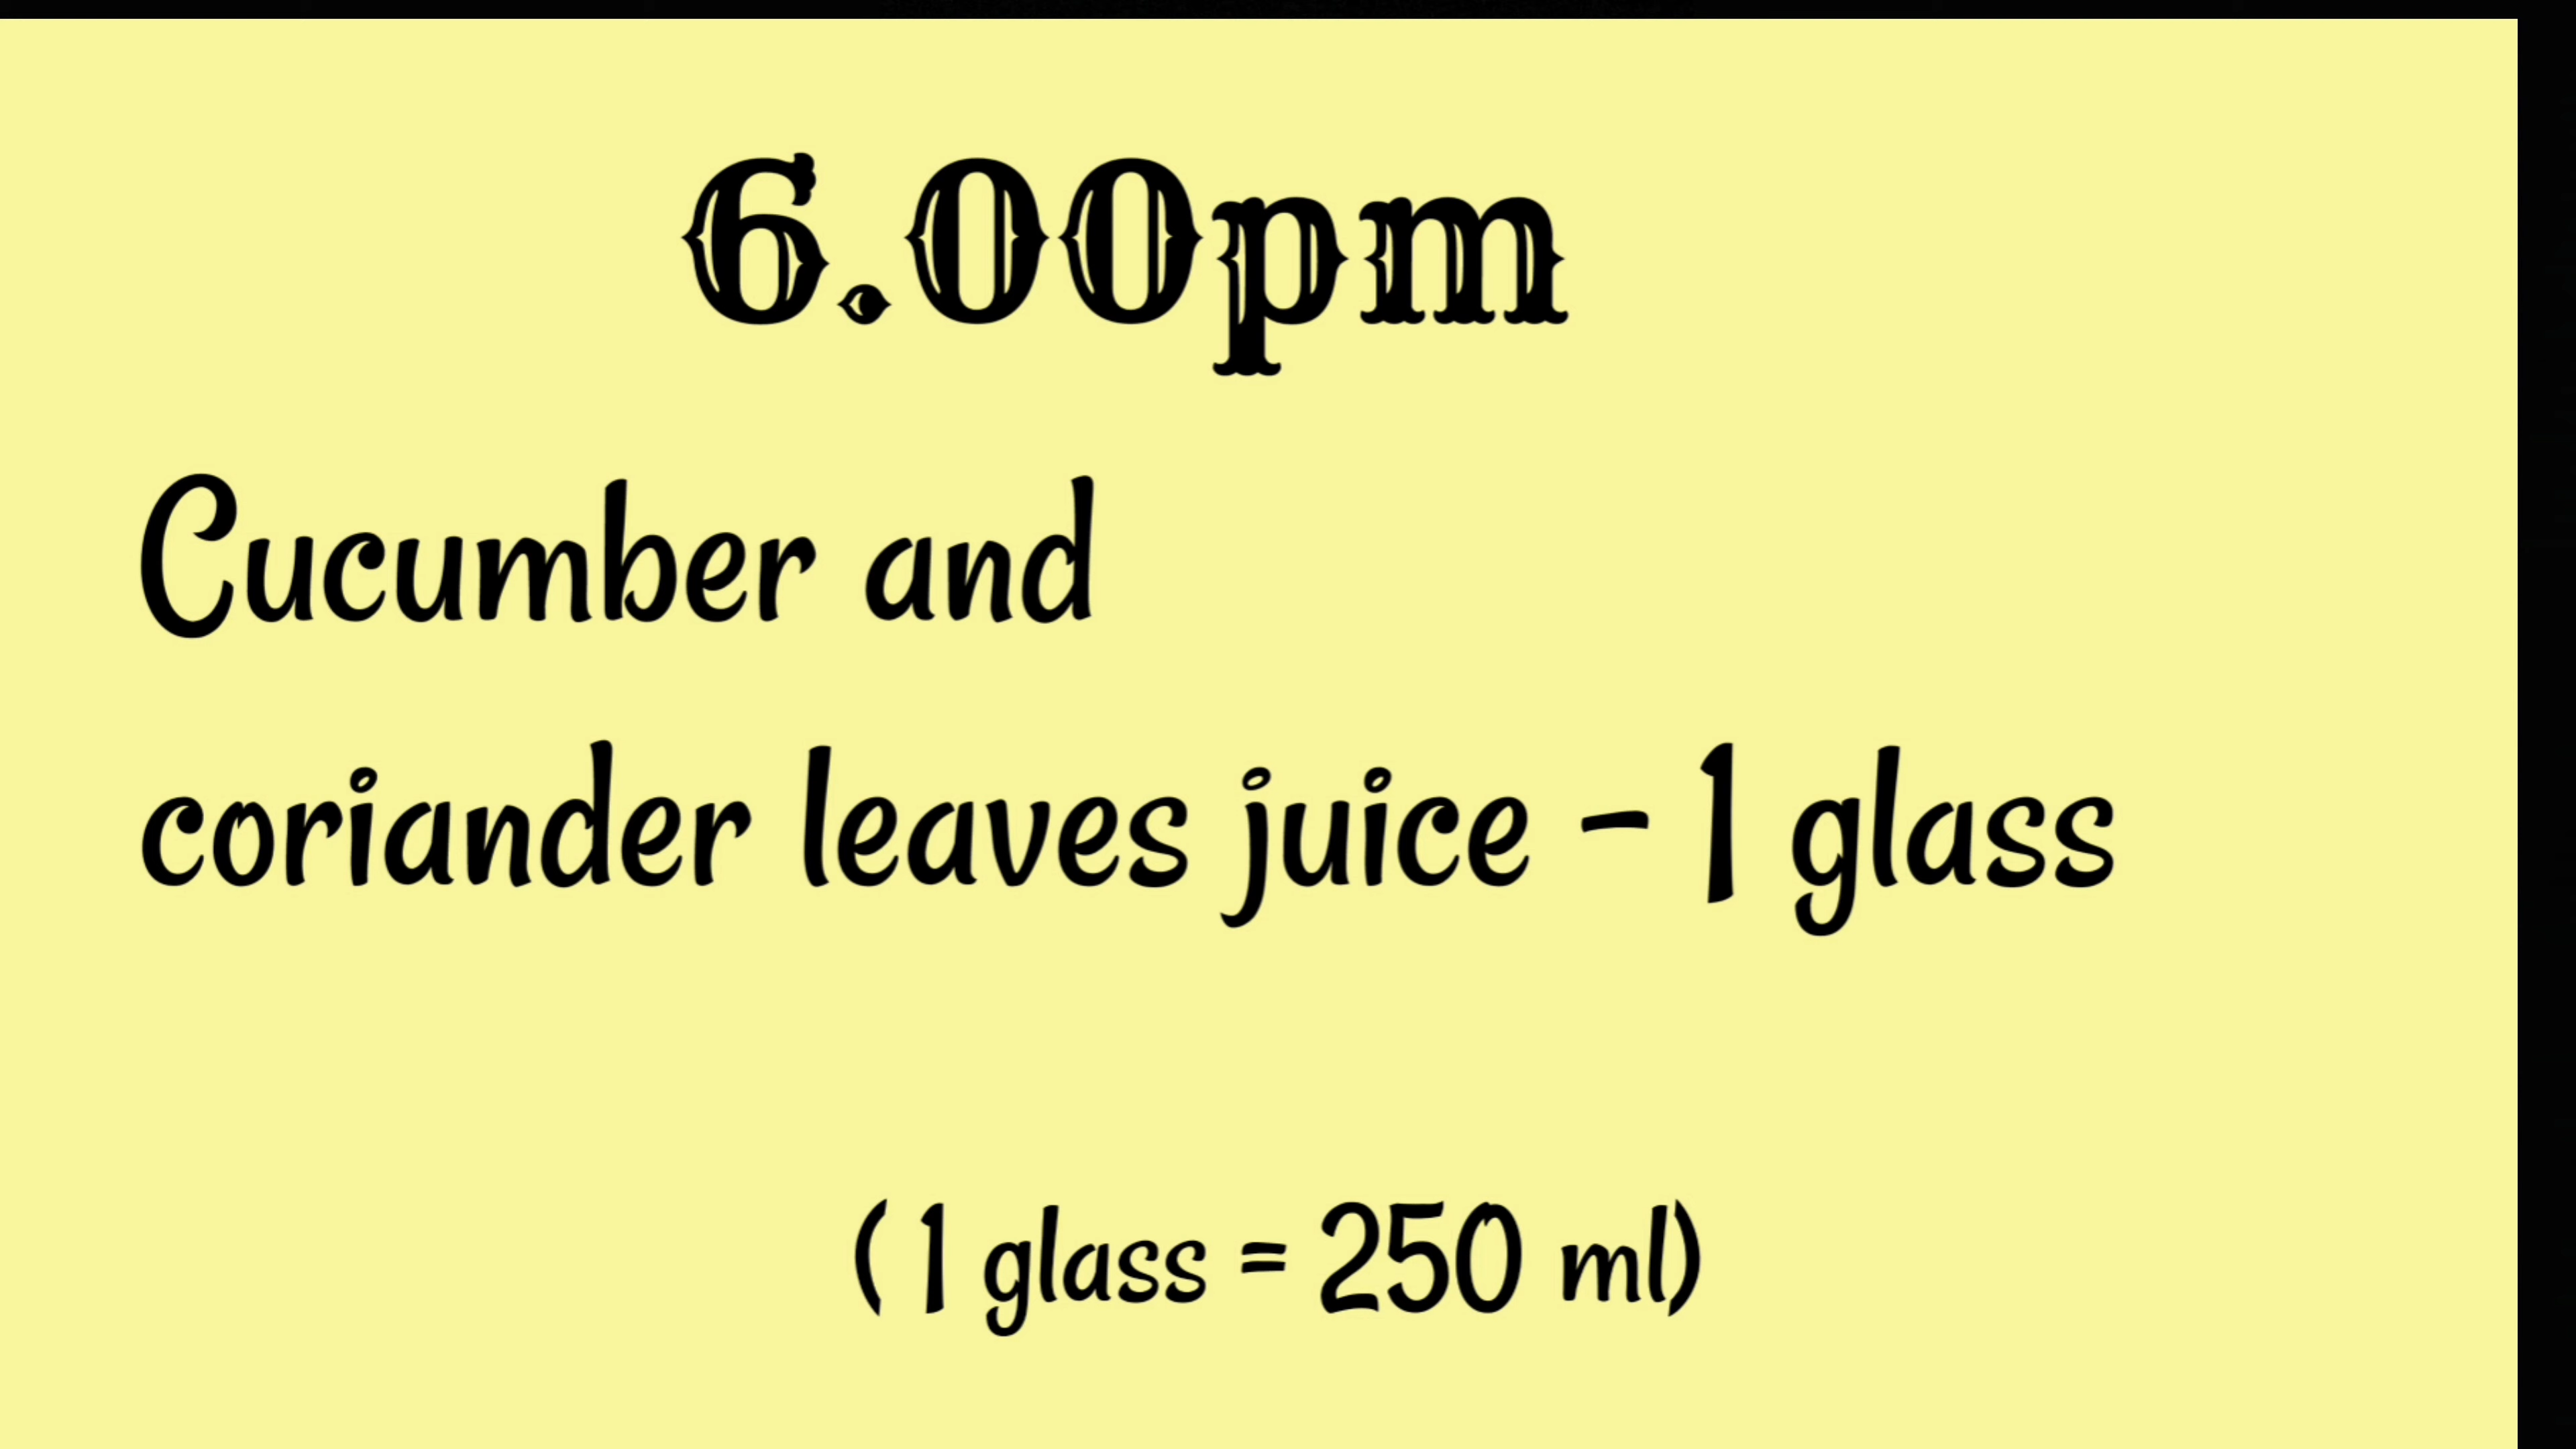 6.00pm
Cucumber and
coriander leaves juice - 1 glass
( 1 glass = 250 ml)